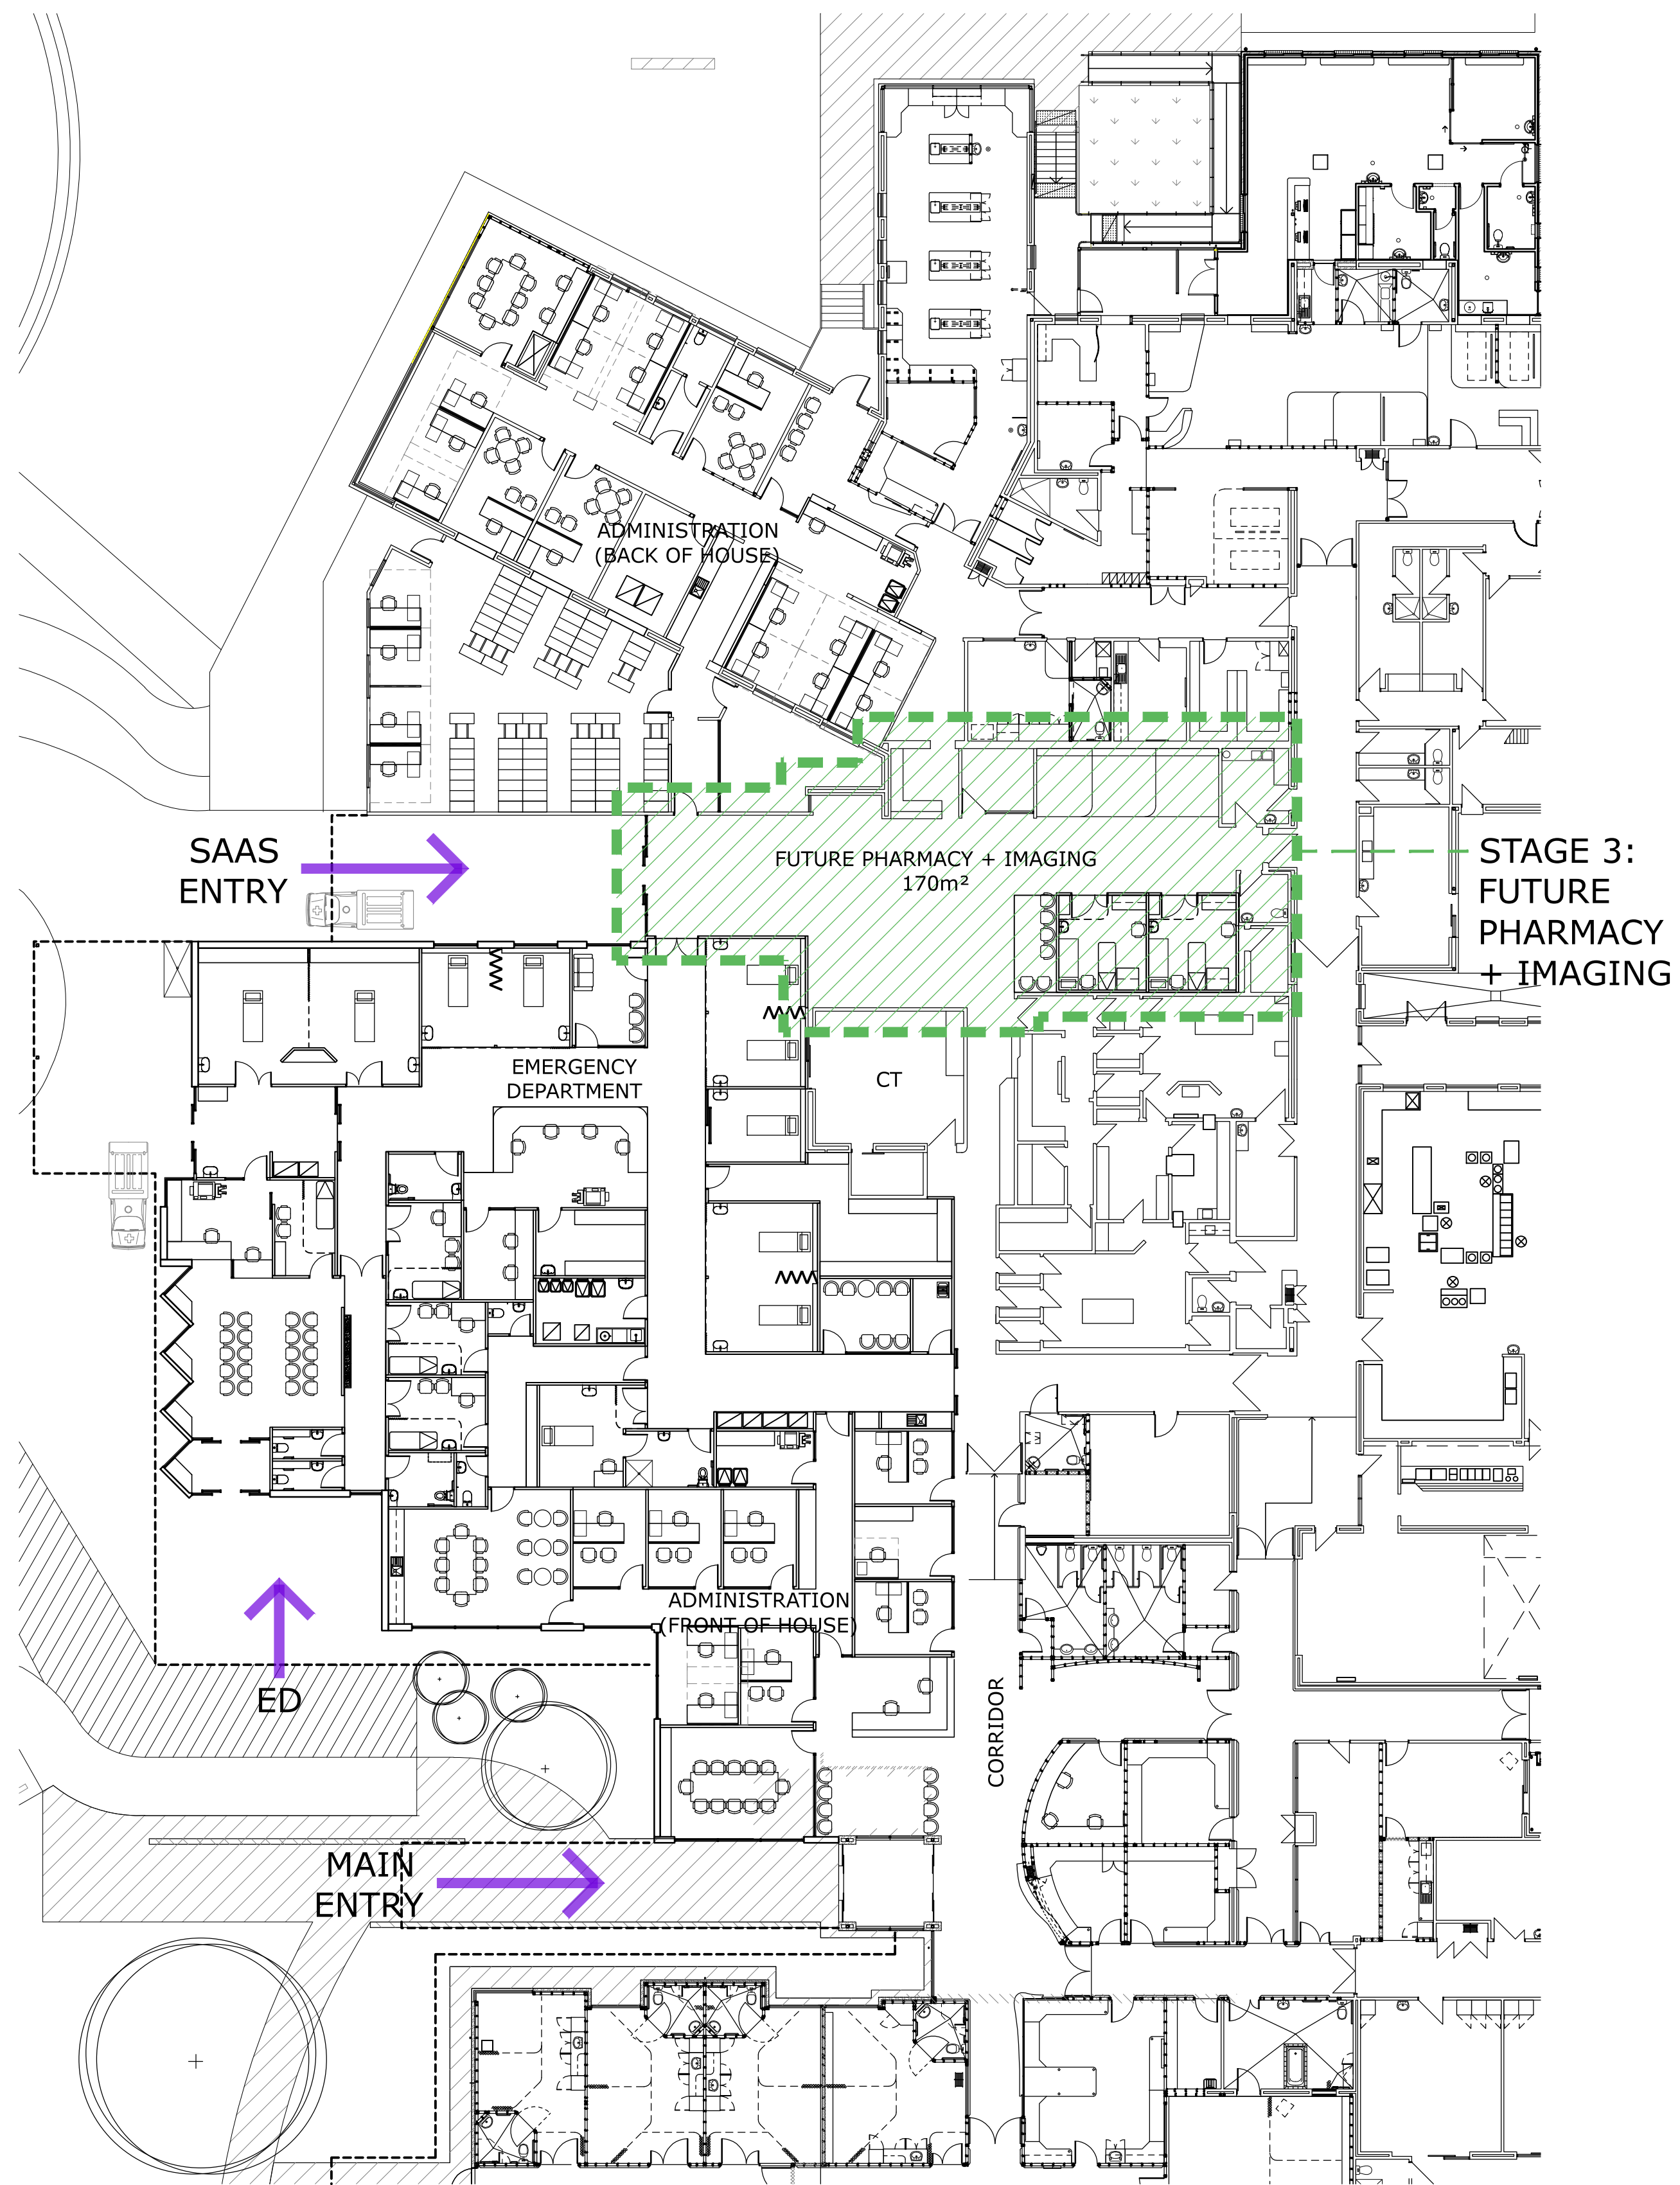 ADMINISTRATION
(BACK OF HOUSE)
SAAS
ENTRY
FUTURE PHARMACY + IMAGING
170m²
STAGE 3:
FUTURE
PHARMACY
+ IMAGING
EMERGENCY
DEPARTMENT
CT
ADMINISTRATION
(FRONT OF HOUSE)
ED
CORRIDOR
MAIN
ENTRY